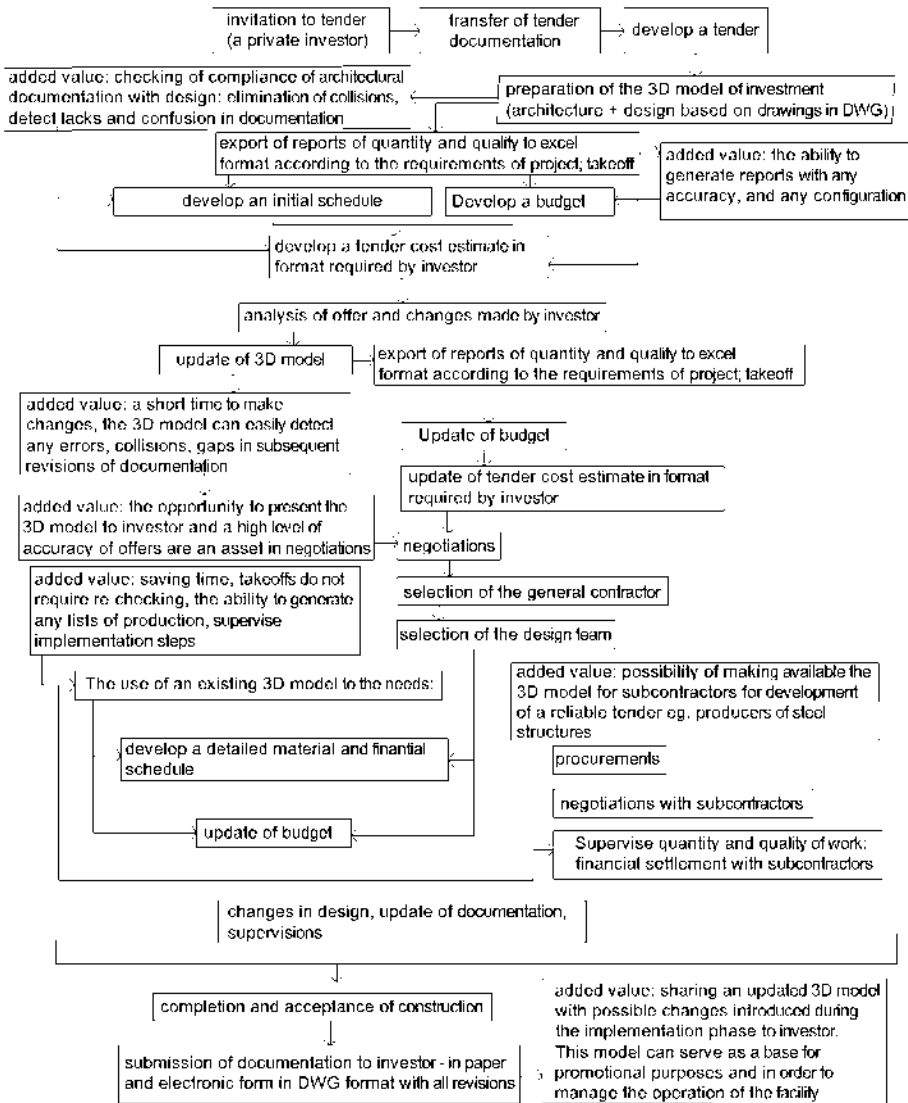 invitation to tender
(a private investor)
transfer of tender
documentation
develop a tender
added value: checking of compliance of architectural
documentation with design: elimination of collisions,
detect lacks and confusion in documentation
preparation of the 3D model of investment
(architecture + design based on drawings in DWG)
export of reports of quantity and quality to excel
format according to the requirements of project; takeoff
added value: the ability to
generate reports with any
accuracy, and any configuration
develop an initial schedule
Develop a budget
develop a tender cost estimate in
format required by investor
analysis of offer and changes made by investor
update of 3D model
export of reports of quantity and quality to excel
format according to the requirements of project; takeoff
added value: a short time to make
changes, the 3D model can easily detect
any errors, collisions, gaps in subsequent
revisions of documentation
Update of budget
update of tender cost estimate in format
required by investor
added value: the opportunity to present the
3D model to investor and a high level of
accuracy of offers are an asset in negotiations
negotiations
added value: saving time, takeoffs do not
require re-checking, the ability to generate
any lists of production, supervise
implementation steps
selection of the general contractor
selection of the design team
The use of an existing 3D model to the needs:
added value: possibility of making available the
3D model for subcontractors for development
of a reliable tender eg. producers of steel
structures
develop a detailed material and finantial
schedule
procurements
negotiations with subcontractors
update of budget
Supervise quantity and quality of work:
financial settlement with subcontractors
changes in design, update of documentation,
supervisions
completion and acceptance of construction
added value: sharing an updated 3D model
with possible changes introduced during
the implementation phase to investor.
This model can serve as a base for
promotional purposes and in order to
manage the operation of the facility
submission of documentation to investor - in paper
and electronic form in DWG format with all revisions